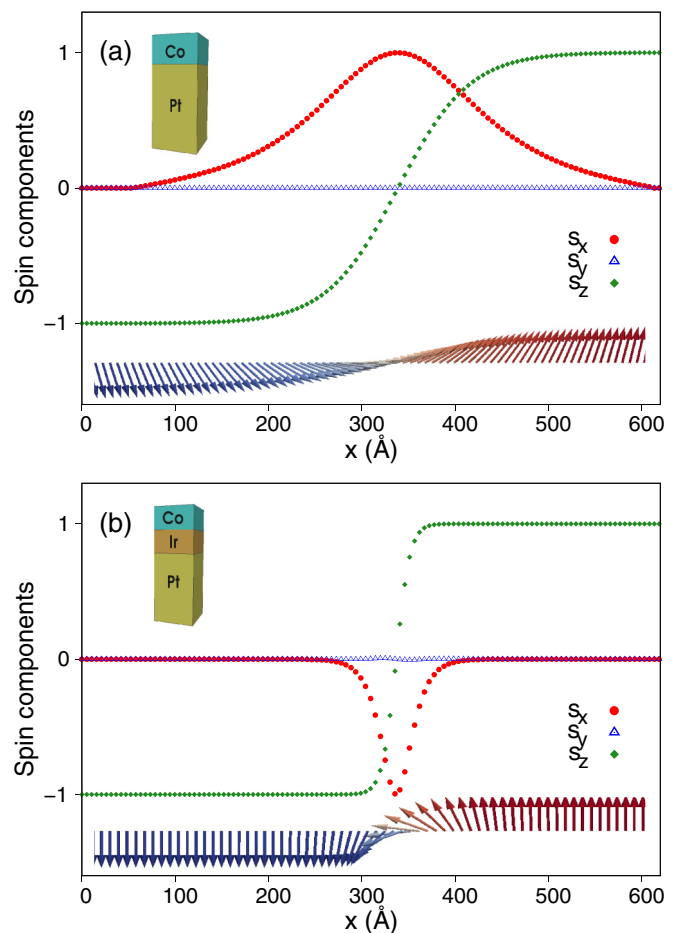 (a)
Co
Pt
Spin components
1
0
−1
s_x
s_y
s_z
0 100 200 300 400 500 600
x (Å)
(b)
Co
Ir
Pt
Spin components
1
0
−1
s_x
s_y
s_z
0 100 200 300 400 500 600
x (Å)